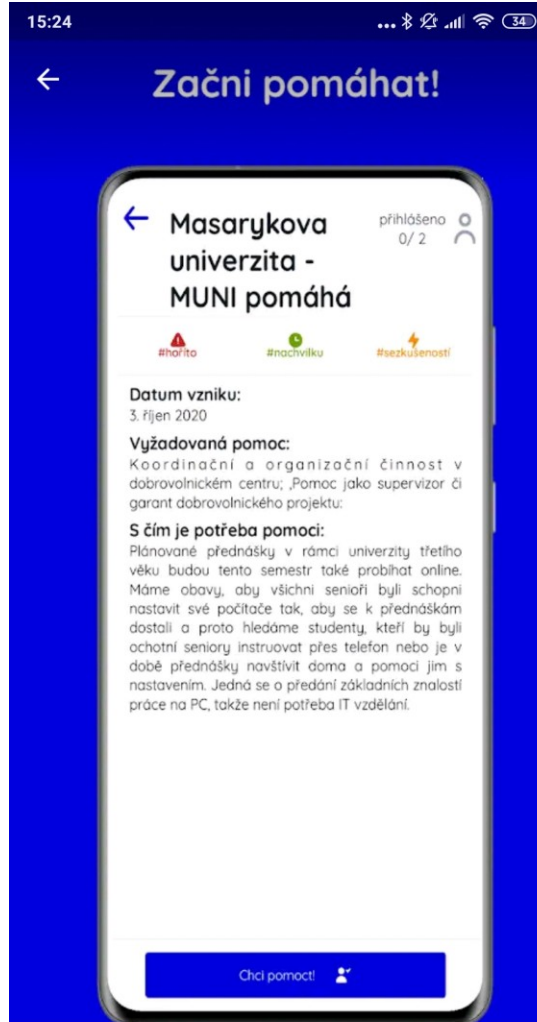 15:24
34
Začni pomáhat!
Masarykova
univerzita -
MUNI pomáhá
přihlášeno
0/ 2
#hoříto
#nachvilku
#sezkušeností
Datum vzniku:
3. říjen 2020
Vyžadovaná pomoc:
Koordinační a organizační činnost v
dobrovolnickém centru; ,Pomoc jako supervizor či
garant dobrovolnického projektu:
S čím je potřeba pomoci:
Plánované přednášky v rámci univerzity třetího
věku budou tento semestr také probíhat online.
Máme obavy, aby všichni senioři byli schopni
nastavit své počítače tak, aby se k přednáškám
dostali a proto hledáme studenty, kteří by byli
ochotní seniory instruovat přes telefon nebo je v
době přednášky navštívit doma a pomoci jim s
nastavením. Jedná se o předání základních znalostí
práce na PC, takže není potřeba IT vzdělání.
Chci pomoct!